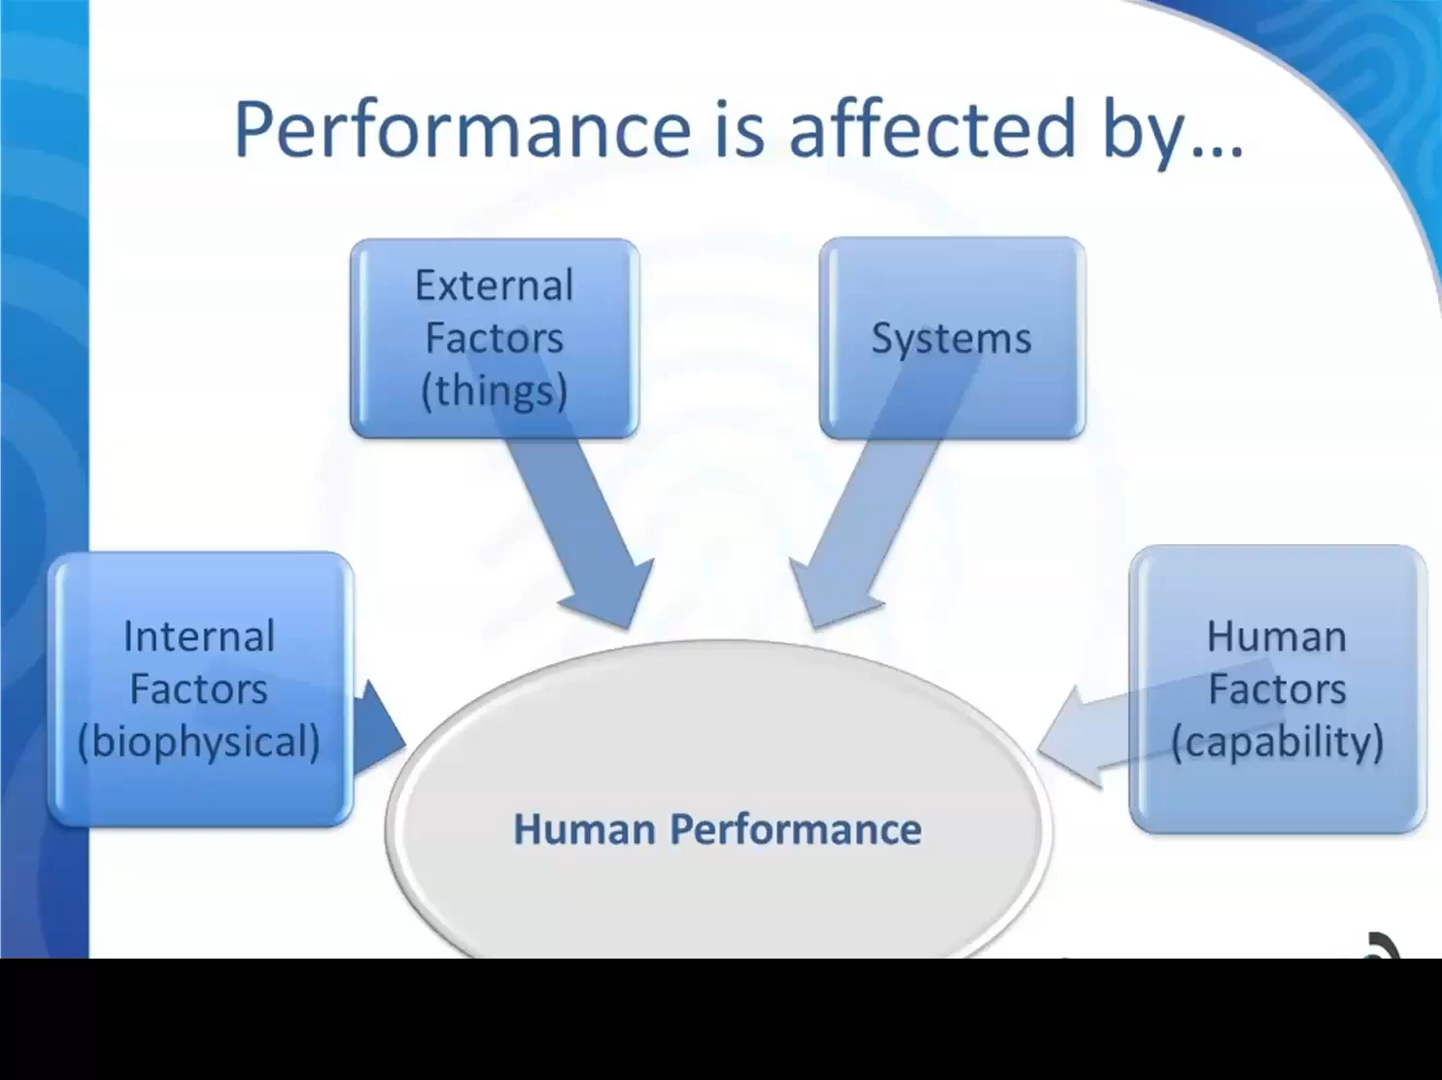 Performance is affected by...
External
Factors
(things)
Systems
Internal
Factors
(biophysical)
Human
Factors
(capability)
Human Performance